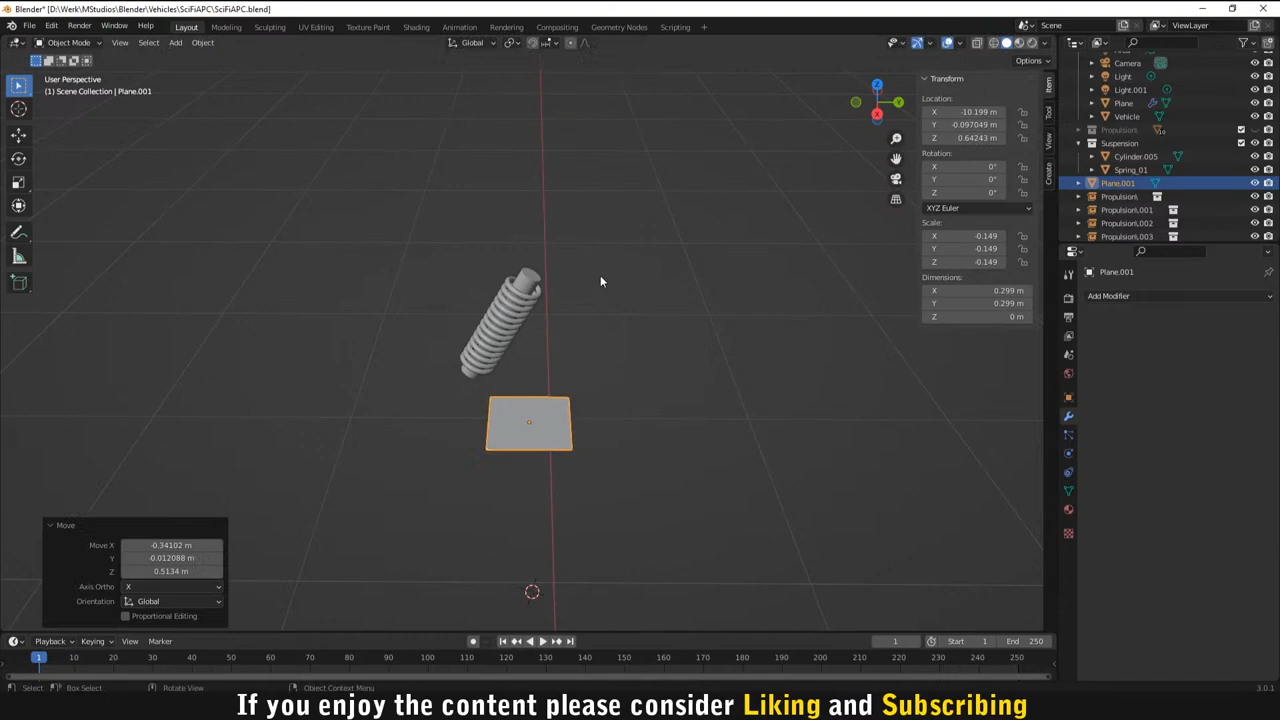 Blender* [D:\Werk\MStudios\Blender\Vehicles\SciFiAPC\SciFiAPC.blend]
File Edit Render Window Help Layout Modeling Sculpting UV Editing Texture Paint Shading Animation Rendering Compositing Geometry Nodes Scripting Scene ViewLayer
Object Mode View Select Add Object Global
Options
User Perspective
(1) Scene Collection | Plane.001
Z
Y
X
Transform
Location:
X -10.199 m
Y -0.097049 m
Z 0.64243 m
Rotation:
X 0°
Y 0°
Z 0°
XYZ Euler
Scale:
X -0.149
Y -0.149
Z -0.149
Dimensions:
X 0.299 m
Y 0.299 m
Z 0 m
Item
Tool
View
Create
Camera
Light
Light.001
Plane
Vehicle
Propulsion
Suspension
Cylinder.005
Spring_01
Plane.001
Propulsion\
Propulsion\.001
Propulsion\.002
Propulsion\.003
Plane.001
Add Modifier
Move
Move X -0.34102 m
Y -0.012088 m
Z 0.5134 m
Axis Ortho X
Orientation Global
Proportional Editing
Playback Keying View Marker 1 Start 1 End 250
1 10 20 30 40 50 60 70 80 90 100 110 120 130 140 150 160 170 180 190 200 210 220 230 240 250
Select Box Select Rotate View Object Context Menu 3.0.1
If you enjoy the content please consider Liking and Subscribing